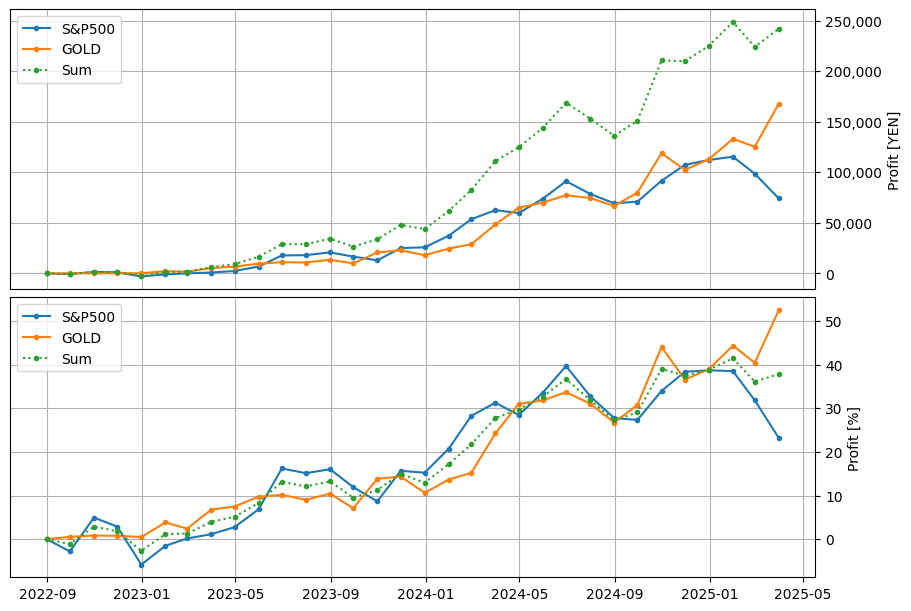 S&P500
GOLD
Sum
250,000
200,000
150,000
100,000
50,000
0
Profit [YEN]
S&P500
GOLD
Sum
50
40
30
20
10
0
Profit [%]
2022-09
2023-01
2023-05
2023-09
2024-01
2024-05
2024-09
2025-01
2025-05